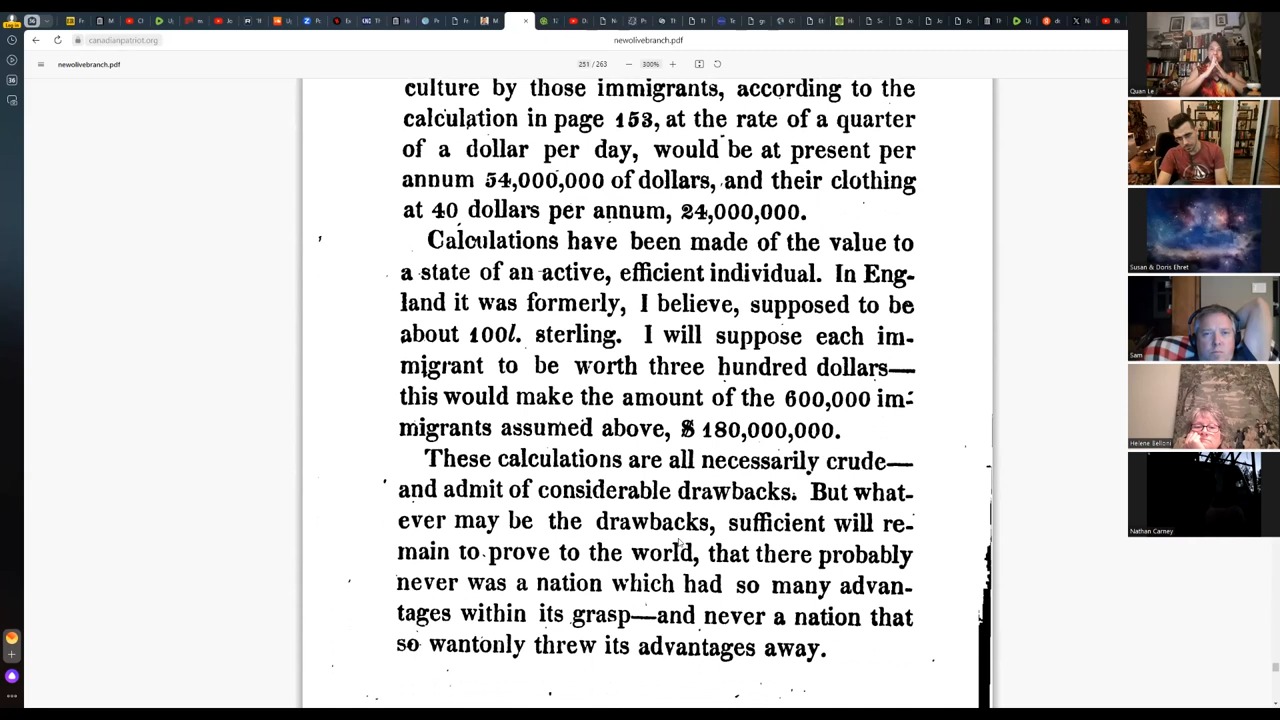 canadianpatriot.org
newolivebranch.pdf
newolivebranch.pdf
251 / 263
300%
culture by those immigrants, according to the
calculation in page 153, at the rate of a quarter
of a dollar per day, would be at present per
annum 54,000,000 of dollars, and their clothing
at 40 dollars per annum, 24,000,000.
Calculations have been made of the value to
a state of an active, efficient individual. In Eng-
land it was formerly, I believe, supposed to be
about 100l. sterling. I will suppose each im-
migrant to be worth three hundred dollars—
this would make the amount of the 600,000 im-
migrants assumed above, $ 180,000,000.
These calculations are all necessarily crude—
and admit of considerable drawbacks. But what-
ever may be the drawbacks, sufficient will re-
main to prove to the world, that there probably
never was a nation which had so many advan-
tages within its grasp—and never a nation that
so wantonly threw its advantages away.
Quan Le
Susan & Doris Ehret
Sam
Helene Belloni
Nathan Carney